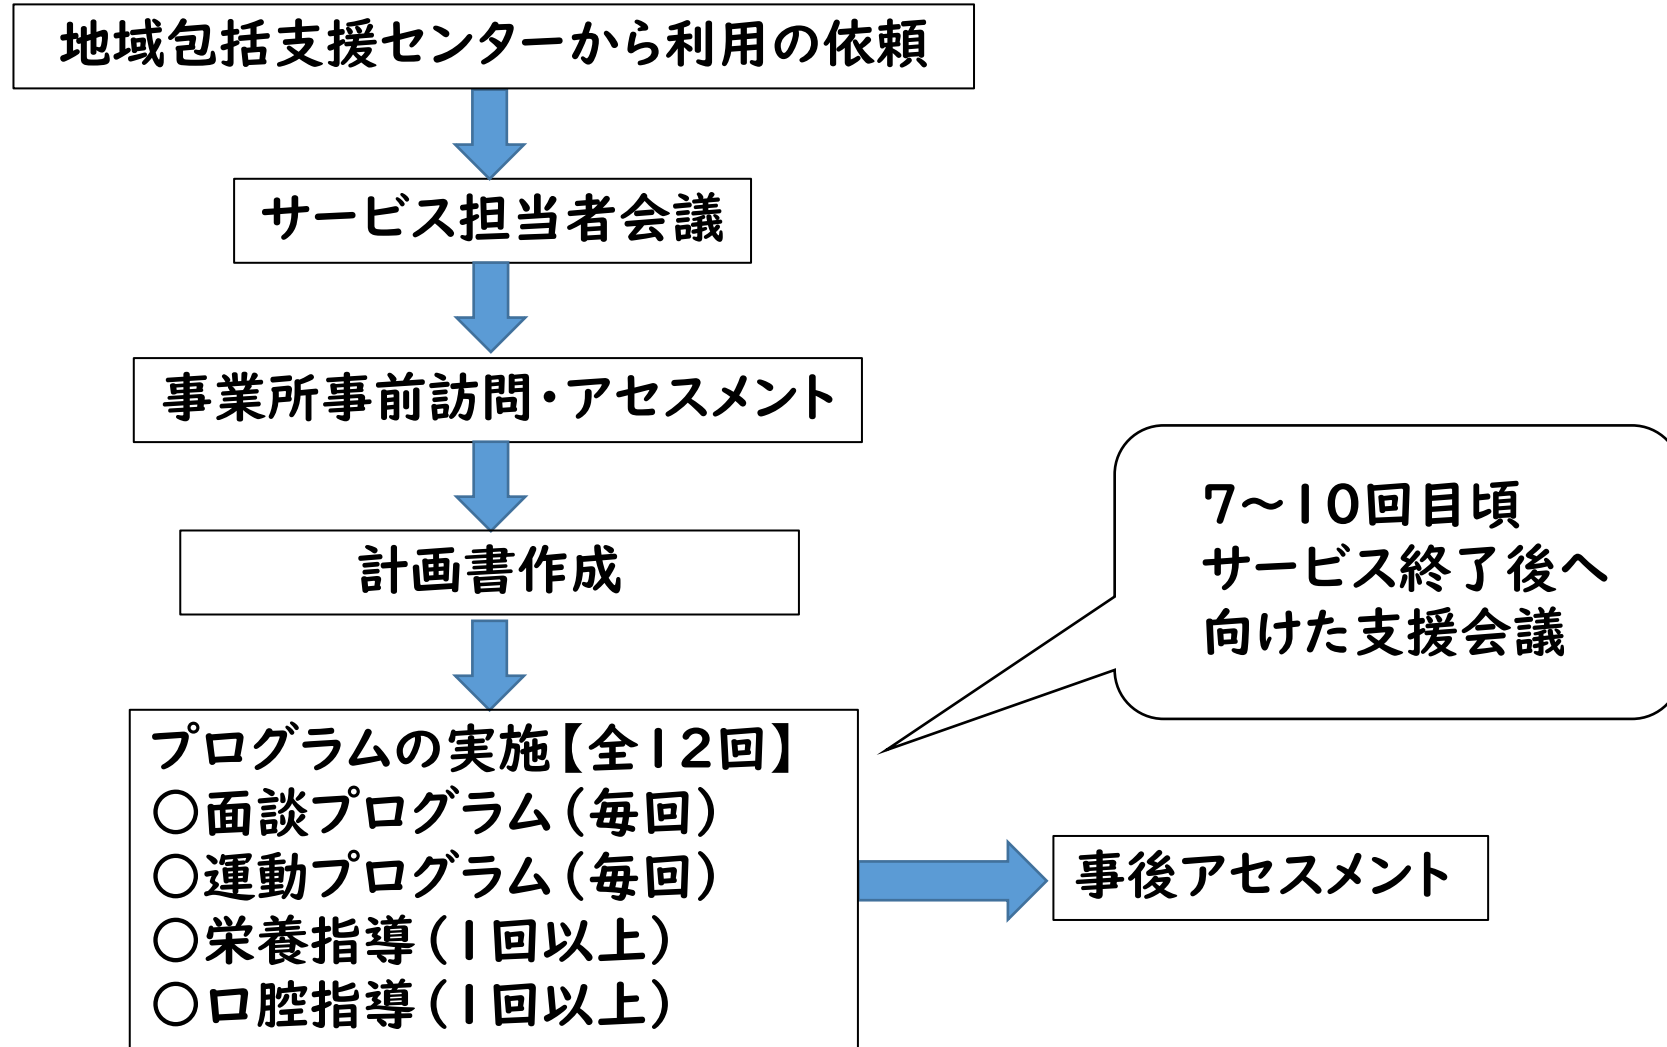 地域包括支援センターから利用の依頼
サービス担当者会議
事業所事前訪問・アセスメント
計画書作成
7～10回目頃
サービス終了後へ
向けた支援会議
プログラムの実施【全12回】
○面談プログラム(毎回)
○運動プログラム(毎回)
○栄養指導(1回以上)
○口腔指導(1回以上)
事後アセスメント